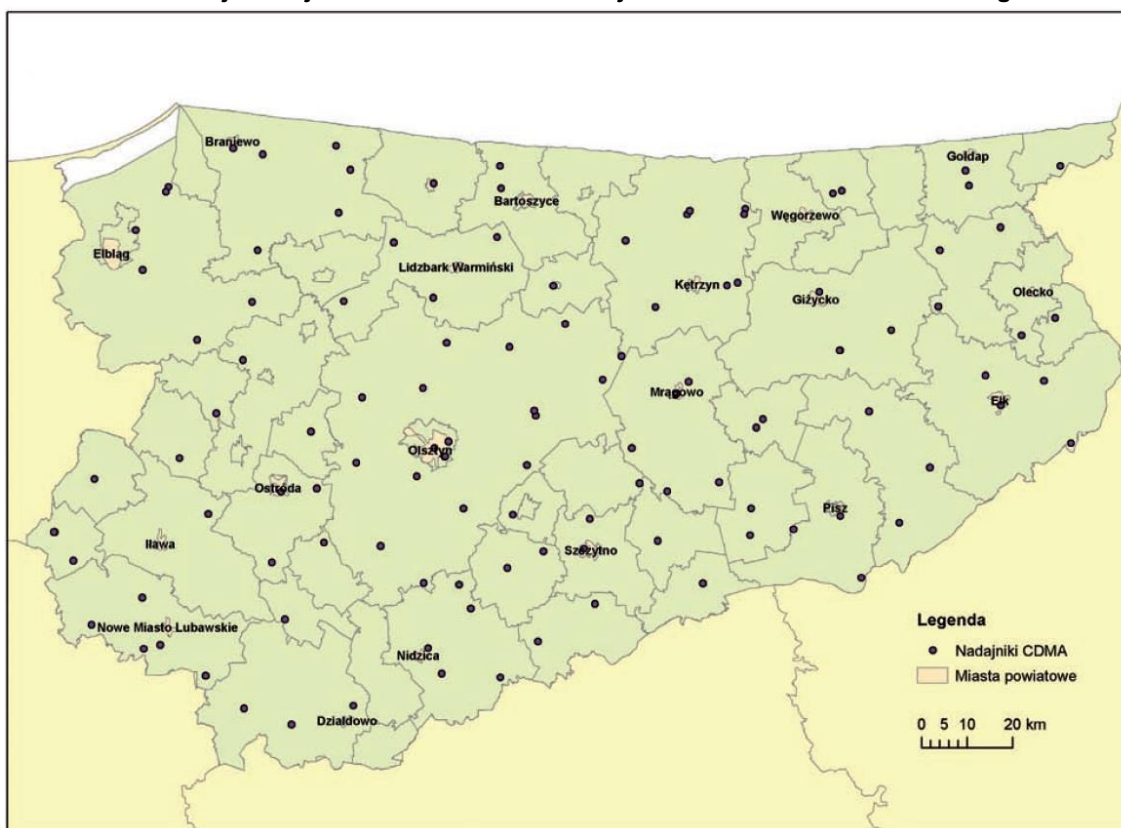 Braniewo
Gołdap
Bartoszyce
Węgorzewo
Elbląg
Lidzbark Warmiński
Kętrzyn
Giżycko
Olecko
Mrągowo
Ełk
Olsztyn
Ostróda
Pisz
Iława
Szczytno
Nowe Miasto Lubawskie
Nidzica
Działdowo
Legenda
Nadajniki CDMA
Miasta powiatowe
0 5 10 20 km